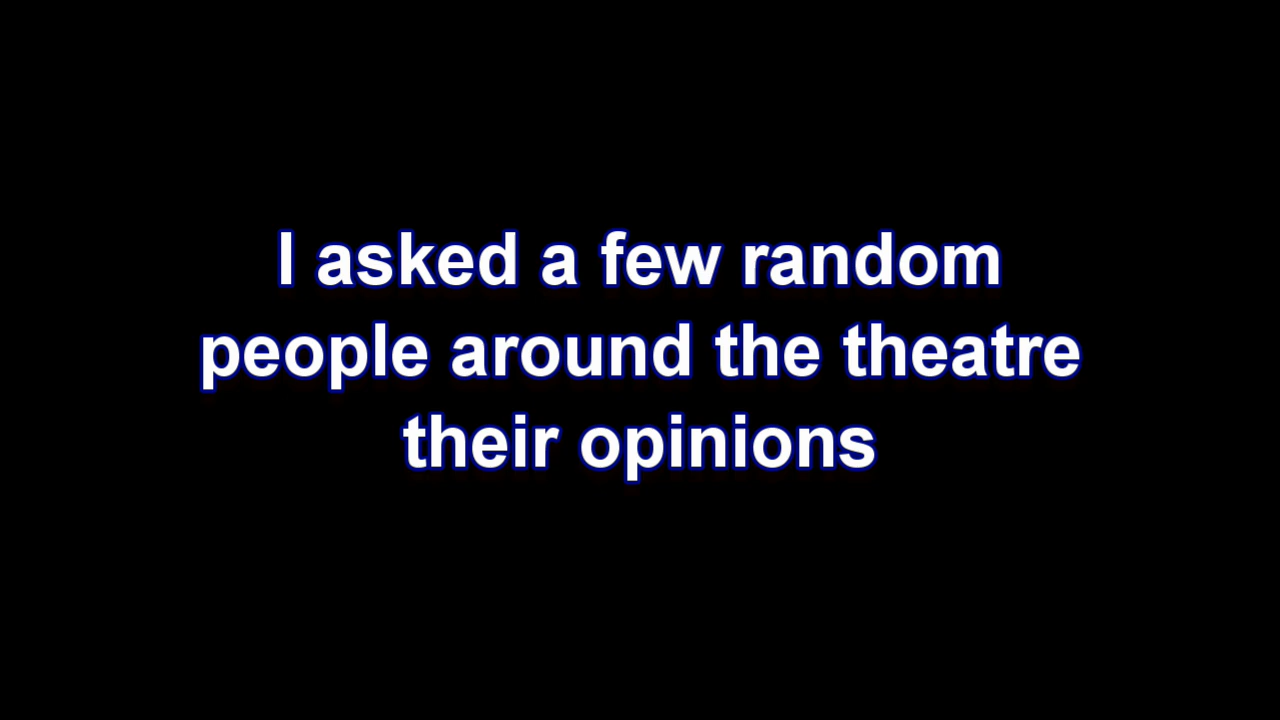 I asked a few random
people around the theatre
their opinions